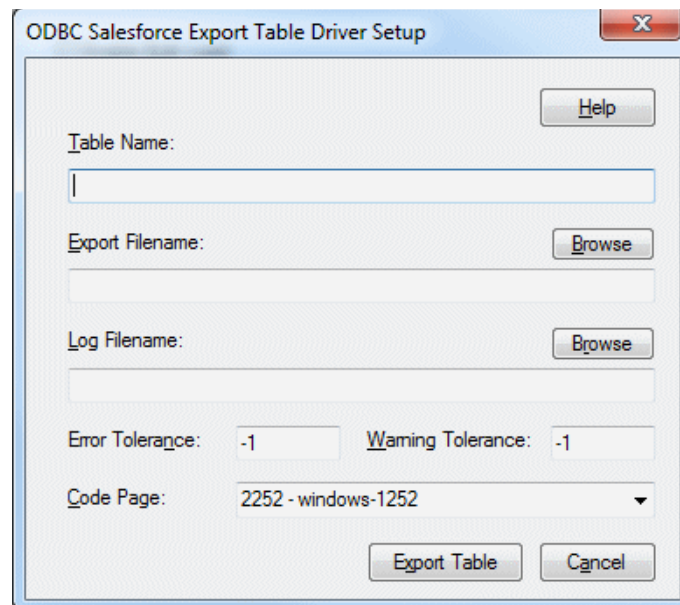 ODBC Salesforce Export Table Driver Setup
Help
Table Name:
Export Filename:
Browse
Log Filename:
Browse
Error Tolerance: -1 Warning Tolerance: -1
Code Page: 2252 - windows-1252
Export Table Cancel